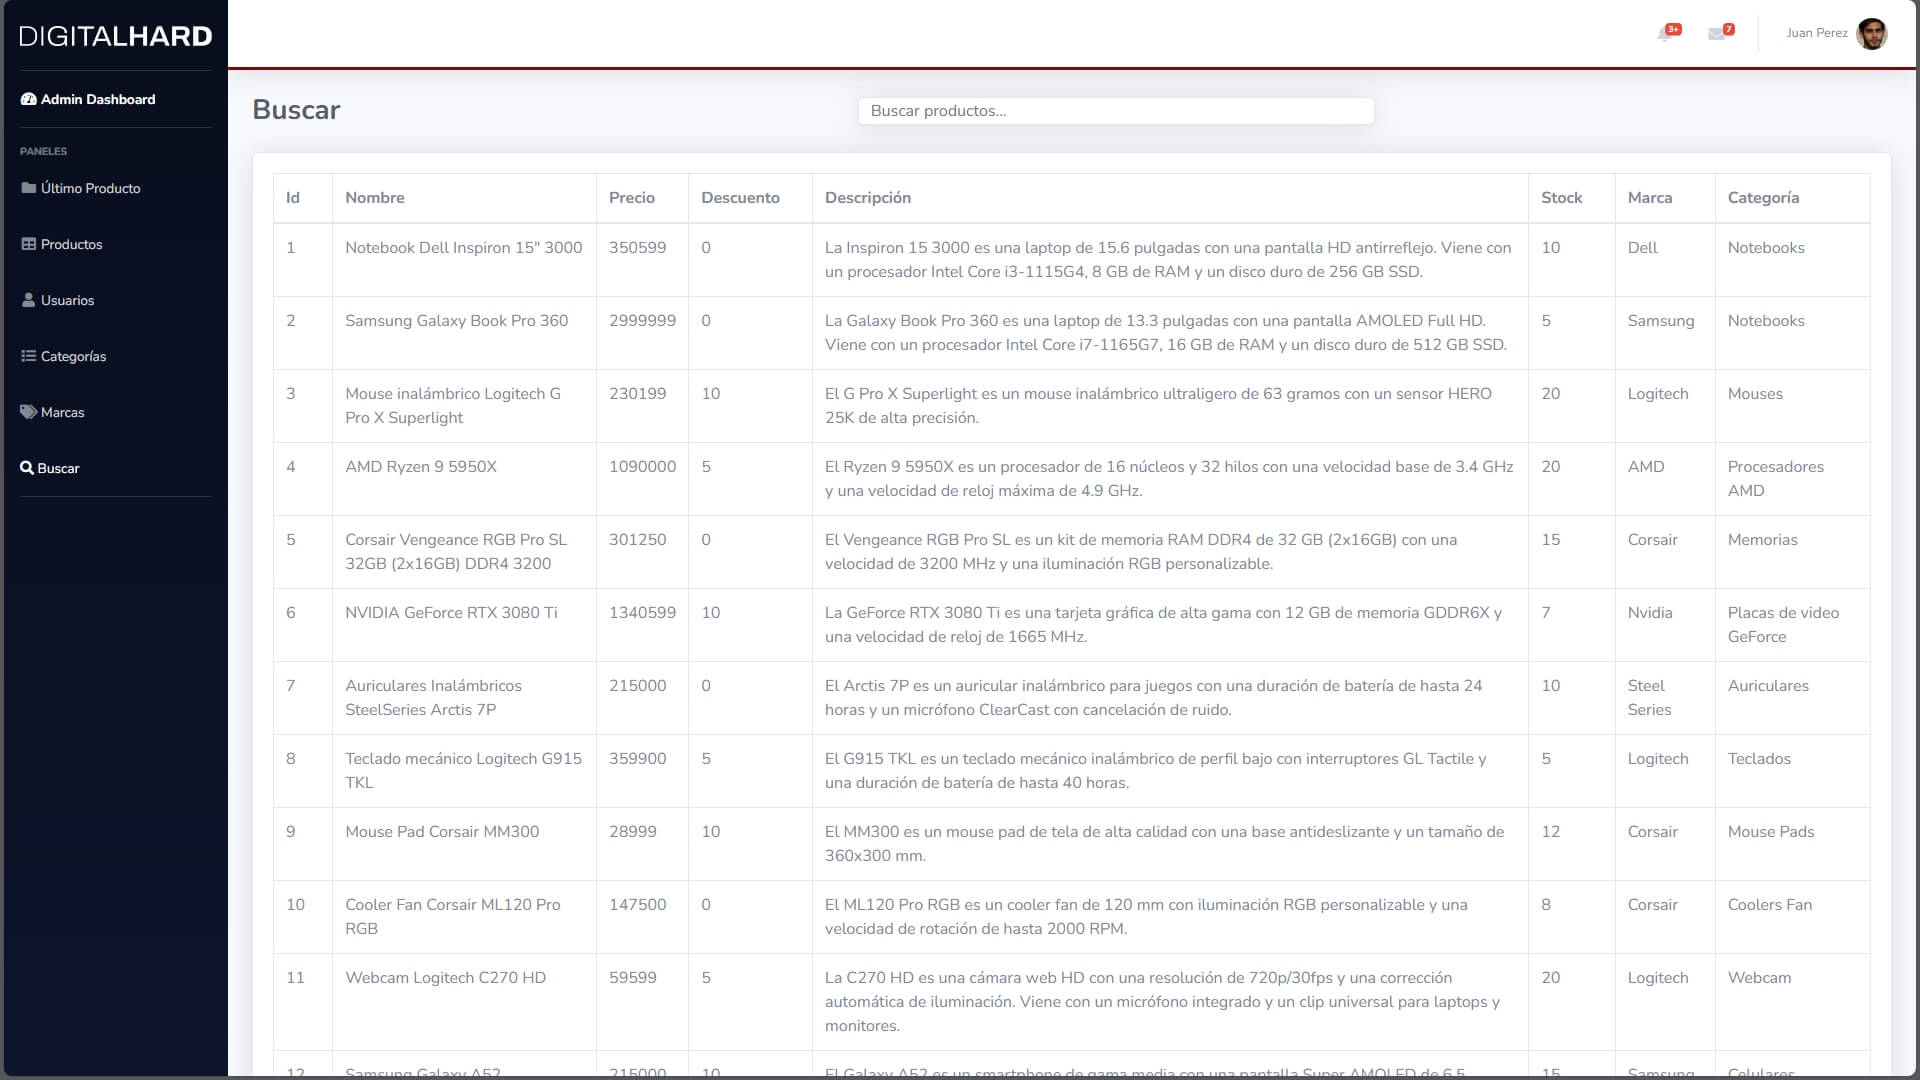 DIGITALHARD
3+
7
Juan Perez
Admin Dashboard
PANELES
Último Producto
Productos
Usuarios
Categorías
Marcas
Buscar
Buscar
Buscar productos...
Id Nombre Precio Descuento Descripción Stock Marca Categoría
1 Notebook Dell Inspiron 15" 3000 350599 0 La Inspiron 15 3000 es una laptop de 15.6 pulgadas con una pantalla HD antirreflejo. Viene con 10 Dell Notebooks
un procesador Intel Core i3-1115G4, 8 GB de RAM y un disco duro de 256 GB SSD.
2 Samsung Galaxy Book Pro 360 2999999 0 La Galaxy Book Pro 360 es una laptop de 13.3 pulgadas con una pantalla AMOLED Full HD. 5 Samsung Notebooks
Viene con un procesador Intel Core i7-1165G7, 16 GB de RAM y un disco duro de 512 GB SSD.
3 Mouse inalámbrico Logitech G 230199 10 El G Pro X Superlight es un mouse inalámbrico ultraligero de 63 gramos con un sensor HERO 20 Logitech Mouses
Pro X Superlight 25K de alta precisión.
4 AMD Ryzen 9 5950X 1090000 5 El Ryzen 9 5950X es un procesador de 16 núcleos y 32 hilos con una velocidad base de 3.4 GHz 20 AMD Procesadores
y una velocidad de reloj máxima de 4.9 GHz. AMD
5 Corsair Vengeance RGB Pro SL 301250 0 El Vengeance RGB Pro SL es un kit de memoria RAM DDR4 de 32 GB (2x16GB) con una 15 Corsair Memorias
32GB (2x16GB) DDR4 3200 velocidad de 3200 MHz y una iluminación RGB personalizable.
6 NVIDIA GeForce RTX 3080 Ti 1340599 10 La GeForce RTX 3080 Ti es una tarjeta gráfica de alta gama con 12 GB de memoria GDDR6X y 7 Nvidia Placas de video
una velocidad de reloj de 1665 MHz. GeForce
7 Auriculares Inalámbricos 215000 0 El Arctis 7P es un auricular inalámbrico para juegos con una duración de batería de hasta 24 10 Steel Auriculares
SteelSeries Arctis 7P horas y un micrófono ClearCast con cancelación de ruido. Series
8 Teclado mecánico Logitech G915 359900 5 El G915 TKL es un teclado mecánico inalámbrico de perfil bajo con interruptores GL Tactile y 5 Logitech Teclados
TKL una duración de batería de hasta 40 horas.
9 Mouse Pad Corsair MM300 28999 10 El MM300 es un mouse pad de tela de alta calidad con una base antideslizante y un tamaño de 12 Corsair Mouse Pads
360x300 mm.
10 Cooler Fan Corsair ML120 Pro 147500 0 El ML120 Pro RGB es un cooler fan de 120 mm con iluminación RGB personalizable y una 8 Corsair Coolers Fan
RGB velocidad de rotación de hasta 2000 RPM.
11 Webcam Logitech C270 HD 59599 5 La C270 HD es una cámara web HD con una resolución de 720p/30fps y una corrección 20 Logitech Webcam
automática de iluminación. Viene con un micrófono integrado y un clip universal para laptops y
monitores.
12 Samsung Galaxy A52 215000 10 El Galaxy A52 es un smartphone de gama media con una pantalla Super AMOLED de 6.5 15 Samsung Celulares